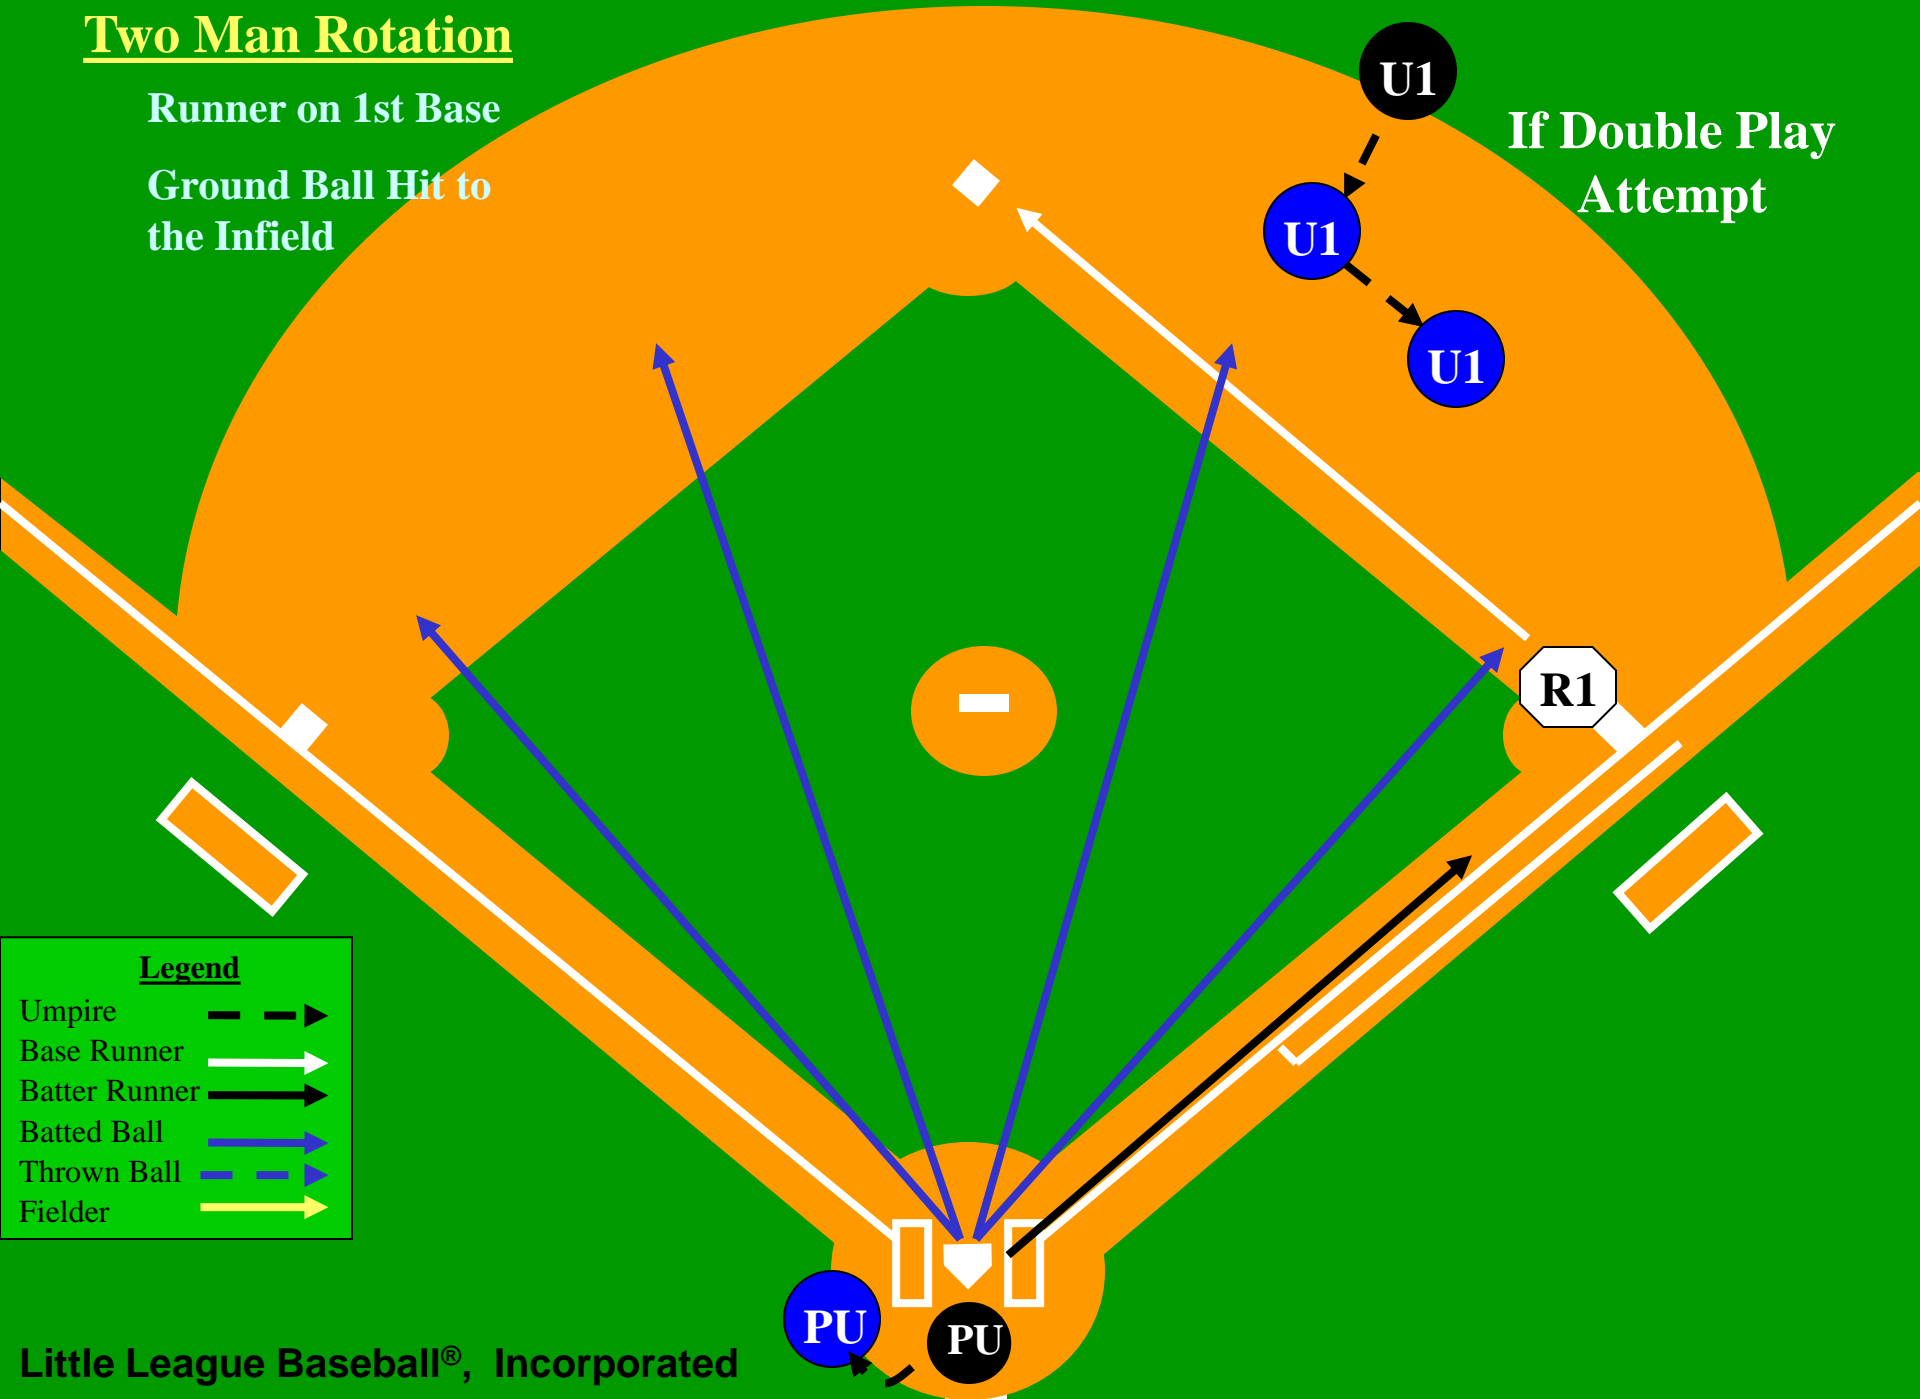 Two Man Rotation
Runner on 1st Base
Ground Ball Hit to
the Infield
U1
If Double Play
Attempt
U1
U1
R1
Legend
Umpire
Base Runner
Batter Runner
Batted Ball
Thrown Ball
Fielder
PU
PU
Little League Baseball®, Incorporated